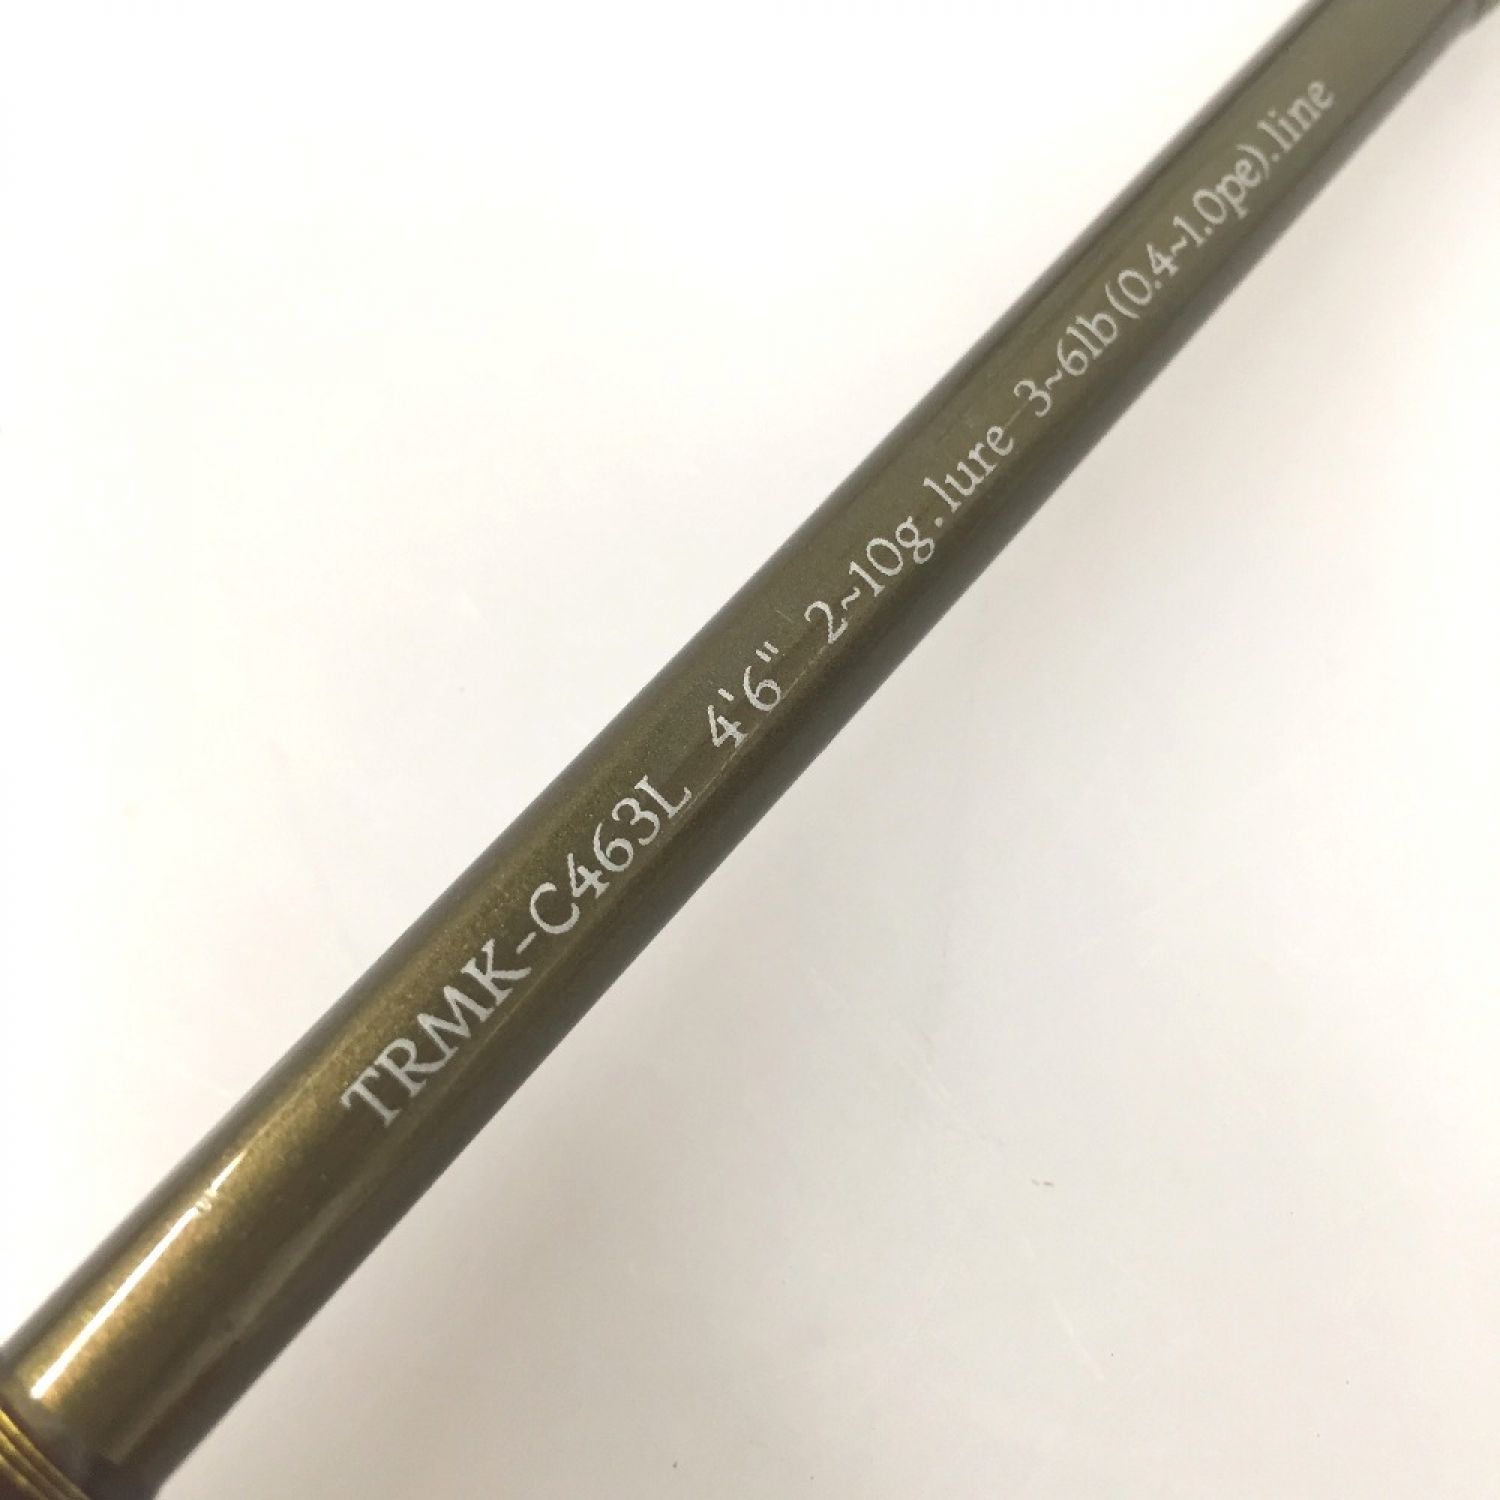 TRMK-C463L 4'6" 2~10g.lure 3~6lb(0.4~1.0pe).line